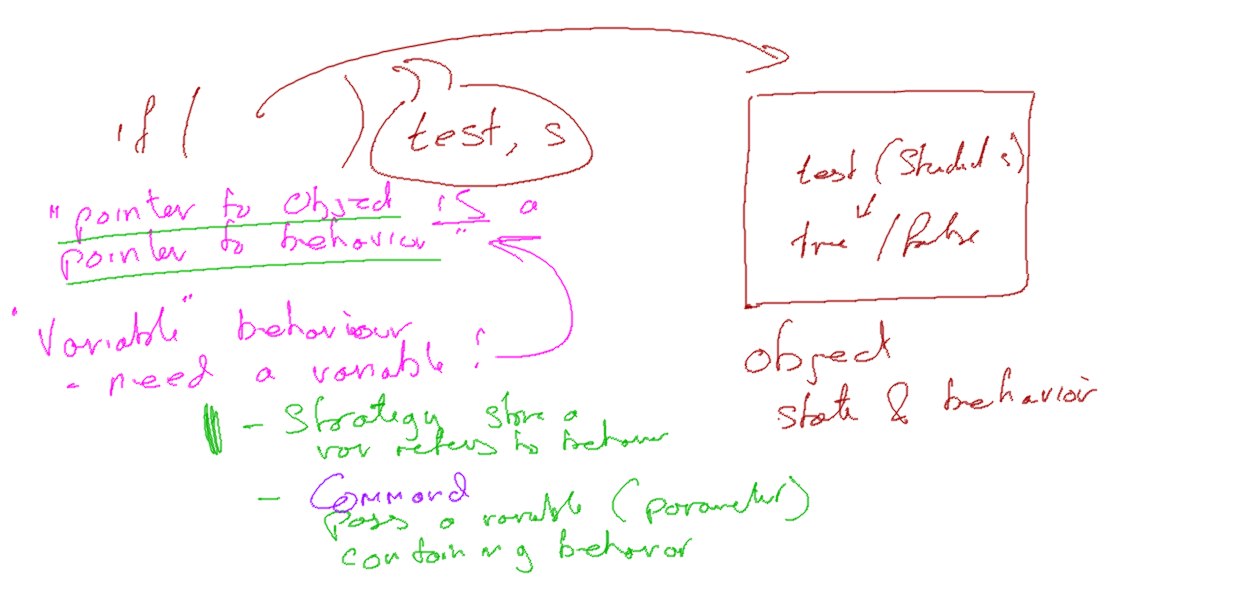 if ( ) test, s
"pointer to object is a
pointer to behavior"
"Variable" behaviour
- need a variable!
- Strategy store a
var refers to behavior
- Command
pass a variable (parameter)
containing behavior
test (Student s)
true / false
object
state & behavior